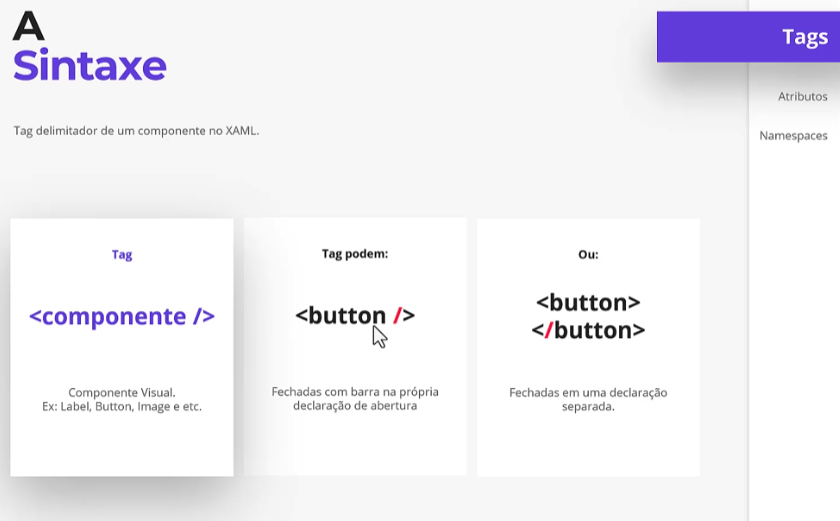 A
Sintaxe
Tags
Atributos
Namespaces
Tag delimitador de um componente no XAML.
Tag
<componente />
Componente Visual.
Ex: Label, Button, Image e etc.
Tag podem:
<button />
Fechadas com barra na própria
declaração de abertura
Ou:
<button>
</button>
Fechadas em uma declaração
separada.